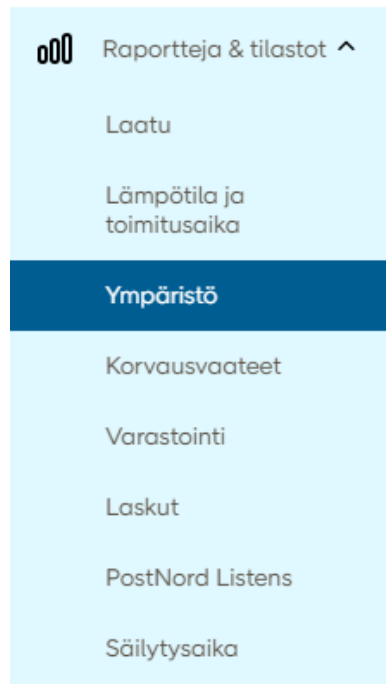 Raportteja & tilastot
Laatu
Lämpötila ja
toimitusaika
Ympäristö
Korvausvaateet
Varastointi
Laskut
PostNord Listens
Säilytysaika